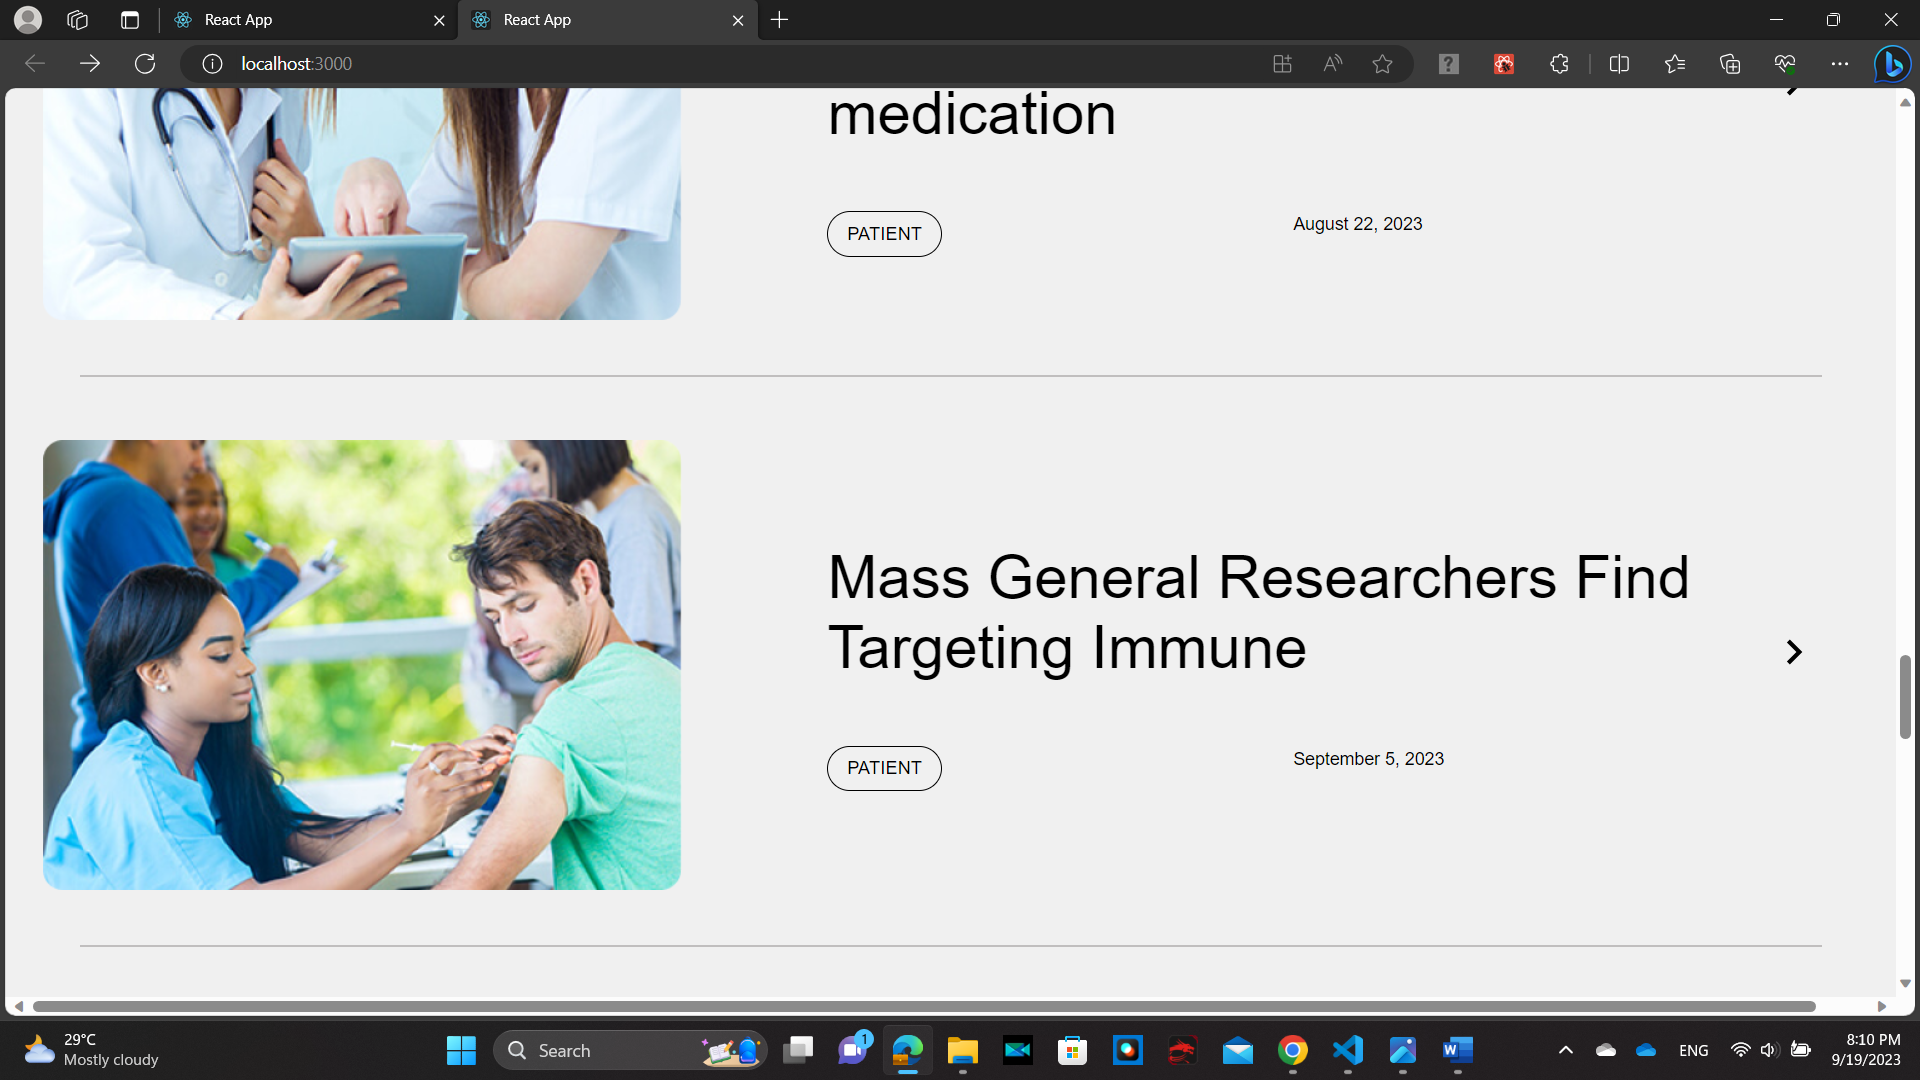 React App
React App
localhost:3000
medication
PATIENT
August 22, 2023
Mass General Researchers Find
Targeting Immune
PATIENT
September 5, 2023
29°C
Mostly cloudy
Search
1
W
ENG
8:10 PM
9/19/2023